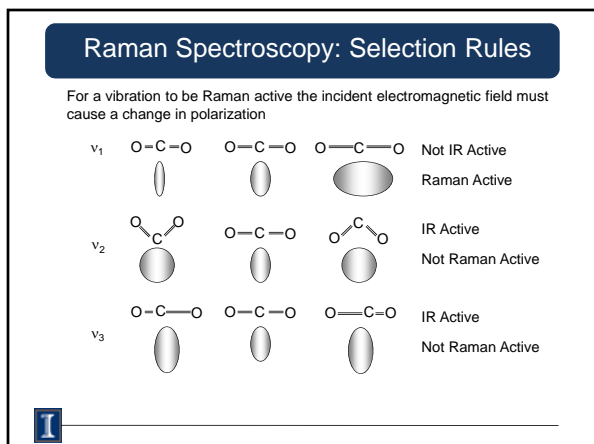 Raman Spectroscopy: Selection Rules
For a vibration to be Raman active the incident electromagnetic field must
cause a change in polarization
ν1 O=C=O O=C=O O=C=O Not IR Active
Raman Active
ν2 O=C=O O=C=O O=C=O IR Active
Not Raman Active
ν3 O=C=O O=C=O O=C=O IR Active
Not Raman Active
I